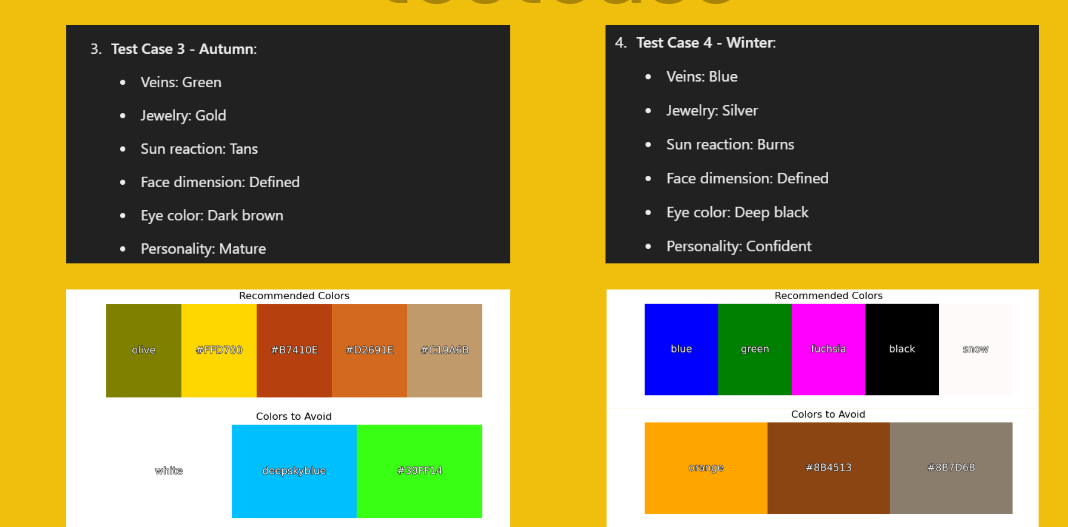 testcase
3. Test Case 3 - Autumn:
• Veins: Green
• Jewelry: Gold
• Sun reaction: Tans
• Face dimension: Defined
• Eye color: Dark brown
• Personality: Mature
Recommended Colors
olive #FFD700 #B7410E #D2691E #C19A6B
Colors to Avoid
white deepskyblue #39FF14
4. Test Case 4 - Winter:
• Veins: Blue
• Jewelry: Silver
• Sun reaction: Burns
• Face dimension: Defined
• Eye color: Deep black
• Personality: Confident
Recommended Colors
blue green fuchsia black snow
Colors to Avoid
orange #8B4513 #8B7D6B